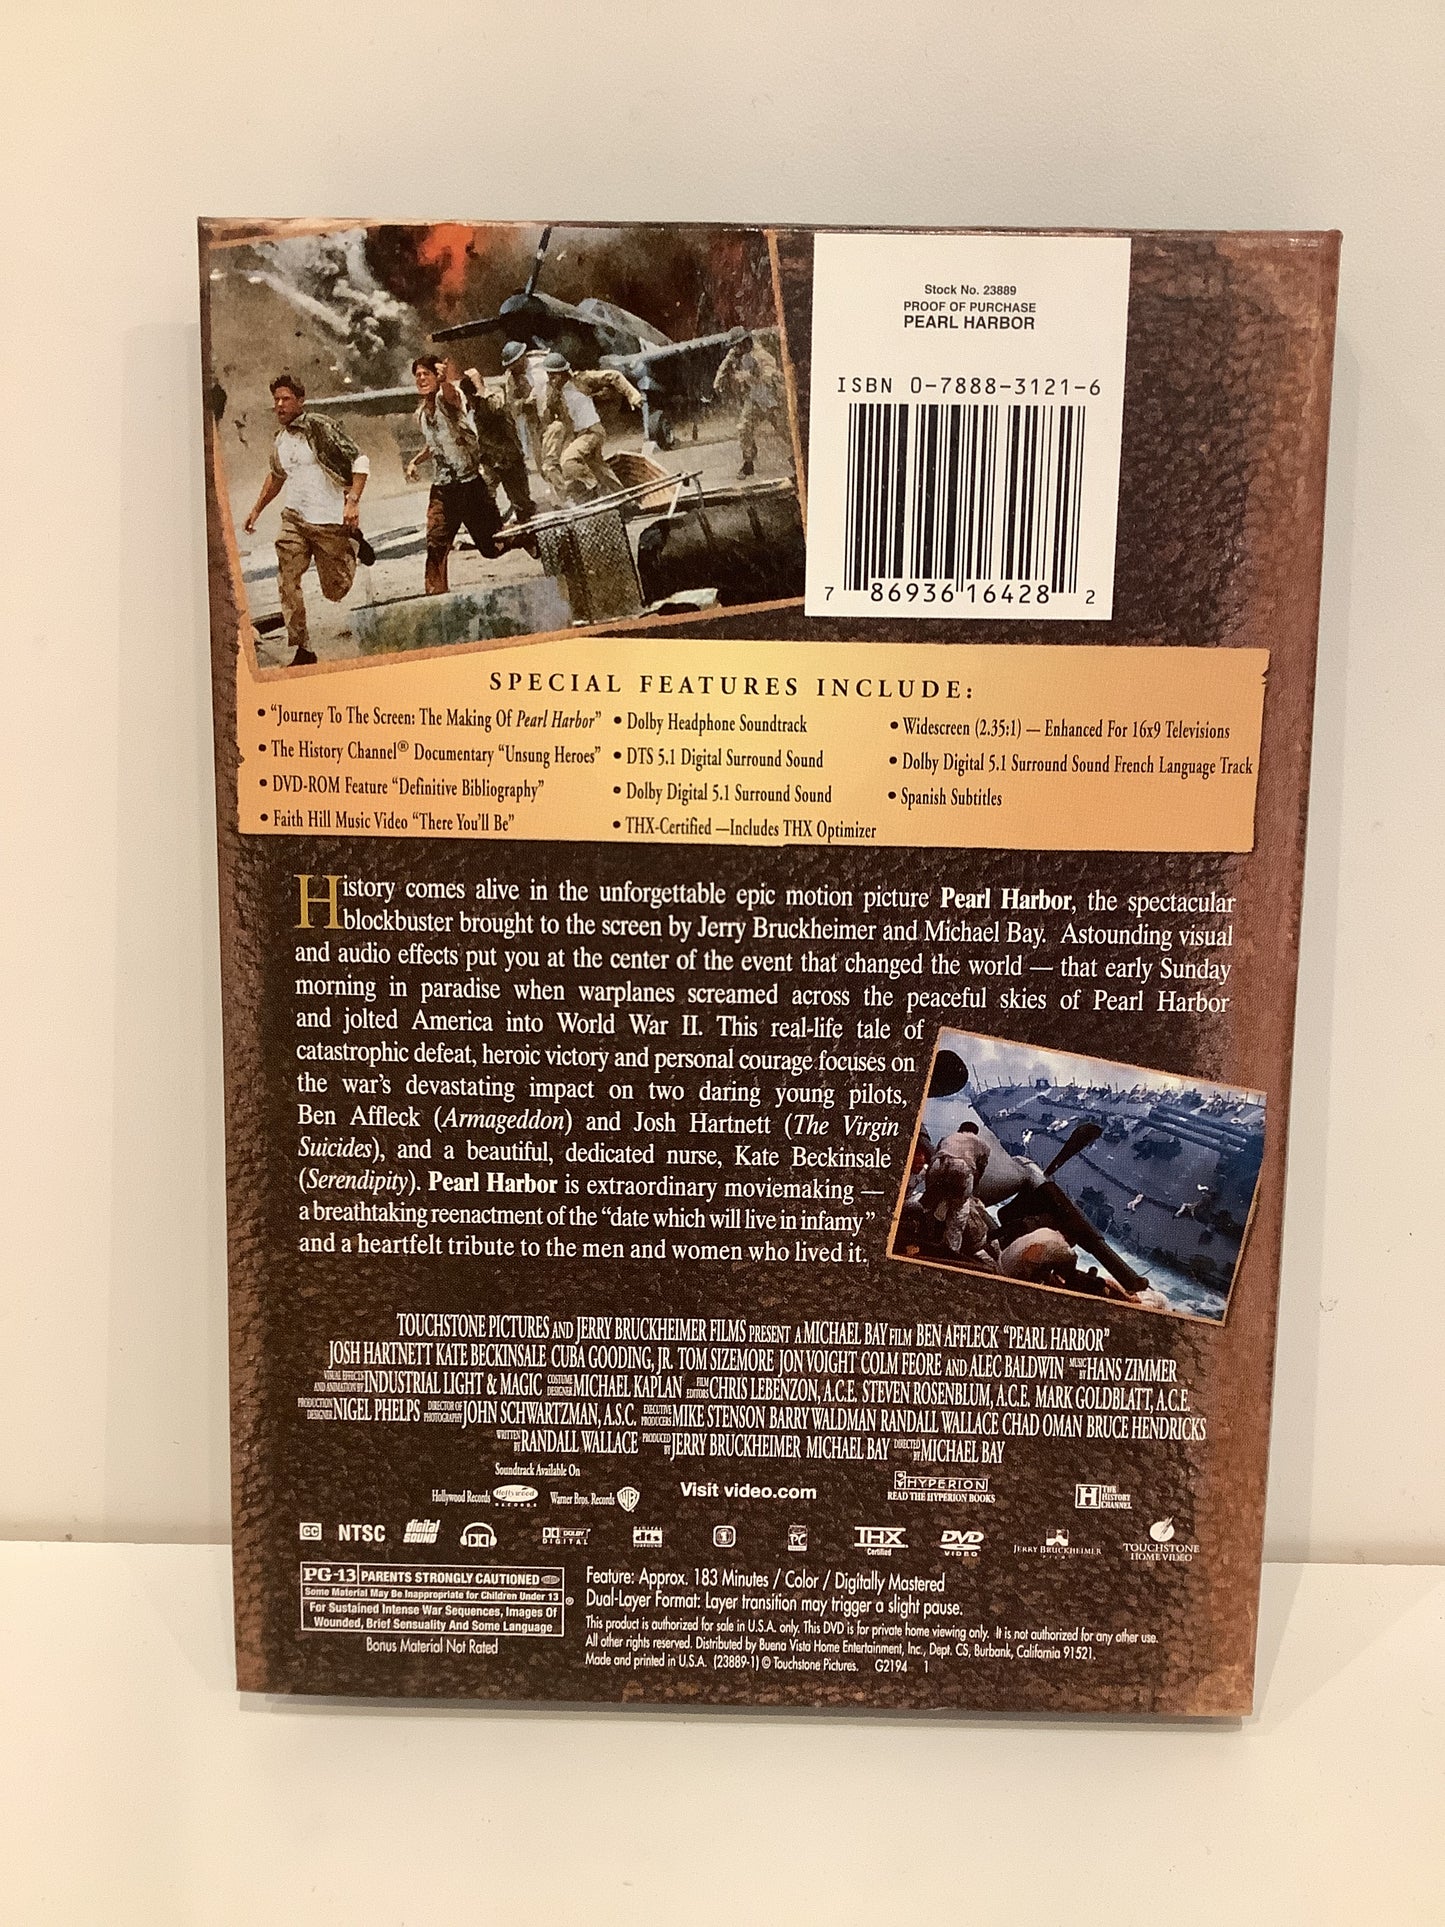 Stock No. 23889
PROOF OF PURCHASE
PEARL HARBOR
ISBN 0-7888-3121-6
7 86936 16428 2
SPECIAL FEATURES INCLUDE:
• "Journey To The Screen: The Making Of Pearl Harbor"
• The History Channel® Documentary "Unsung Heroes"
• DVD-ROM Feature "Definitive Bibliography"
• Faith Hill Music Video "There You'll Be"
• Dolby Headphone Soundtrack
• DTS 5.1 Digital Surround Sound
• Dolby Digital 5.1 Surround Sound
• THX-Certified —Includes THX Optimizer
• Widescreen (2.35:1) — Enhanced For 16x9 Televisions
• Dolby Digital 5.1 Surround Sound French Language Track
• Spanish Subtitles
History comes alive in the unforgettable epic motion picture Pearl Harbor, the spectacular
blockbuster brought to the screen by Jerry Bruckheimer and Michael Bay. Astounding visual
and audio effects put you at the center of the event that changed the world — that early Sunday
morning in paradise when warplanes screamed across the peaceful skies of Pearl Harbor
and jolted America into World War II. This real-life tale of
catastrophic defeat, heroic victory and personal courage focuses on
the war's devastating impact on two daring young pilots,
Ben Affleck (Armageddon) and Josh Hartnett (The Virgin
Suicides), and a beautiful, dedicated nurse, Kate Beckinsale
(Serendipity). Pearl Harbor is extraordinary moviemaking —
a breathtaking reenactment of the "date which will live in infamy"
and a heartfelt tribute to the men and women who lived it.
TOUCHSTONE PICTURES AND JERRY BRUCKHEIMER FILMS PRESENT A MICHAEL BAY FILM BEN AFFLECK "PEARL HARBOR"
JOSH HARTNETT KATE BECKINSALE CUBA GOODING, JR. TOM SIZEMORE JON VOIGHT COLM FEORE AND ALEC BALDWIN MUSIC BY HANS ZIMMER
VISUAL EFFECTS AND ANIMATION BY INDUSTRIAL LIGHT & MAGIC COSTUME DESIGNER MICHAEL KAPLAN FILM EDITORS CHRIS LEBENZON, A.C.E. STEVEN ROSENBLUM, A.C.E. MARK GOLDBLATT, A.C.E.
PRODUCTION DESIGNER NIGEL PHELPS DIRECTOR OF PHOTOGRAPHY JOHN SCHWARTZMAN, A.S.C. EXECUTIVE PRODUCERS MIKE STENSON BARRY WALDMAN RANDALL WALLACE CHAD OMAN BRUCE HENDRICKS
WRITTEN BY RANDALL WALLACE PRODUCED BY JERRY BRUCKHEIMER MICHAEL BAY DIRECTED BY MICHAEL BAY
Soundtrack Available On
Hollywood Records Hollywood RECORDS Warner Bros. Records WB
Visit video.com
HYPERION
READ THE HYPERION BOOKS
H THE HISTORY CHANNEL
CC NTSC digital SOUND DOLBY DIGITAL dts 1 PC THX Certified DVD VIDEO JERRY BRUCKHEIMER FILMS TOUCHSTONE HOME VIDEO
PG-13 PARENTS STRONGLY CAUTIONED
Some Material May Be Inappropriate for Children Under 13 ®
For Sustained Intense War Sequences, Images Of
Wounded, Brief Sensuality And Some Language
Bonus Material Not Rated
Feature: Approx. 183 Minutes / Color / Digitally Mastered
Dual-Layer Format: Layer transition may trigger a slight pause.
This product is authorized for sale in U.S.A. only. This DVD is for private home viewing only. It is not authorized for any other use.
All other rights reserved. Distributed by Buena Vista Home Entertainment, Inc., Dept. CS, Burbank, California 91521.
Made and printed in U.S.A. (23889-1) © Touchstone Pictures. G2194 1